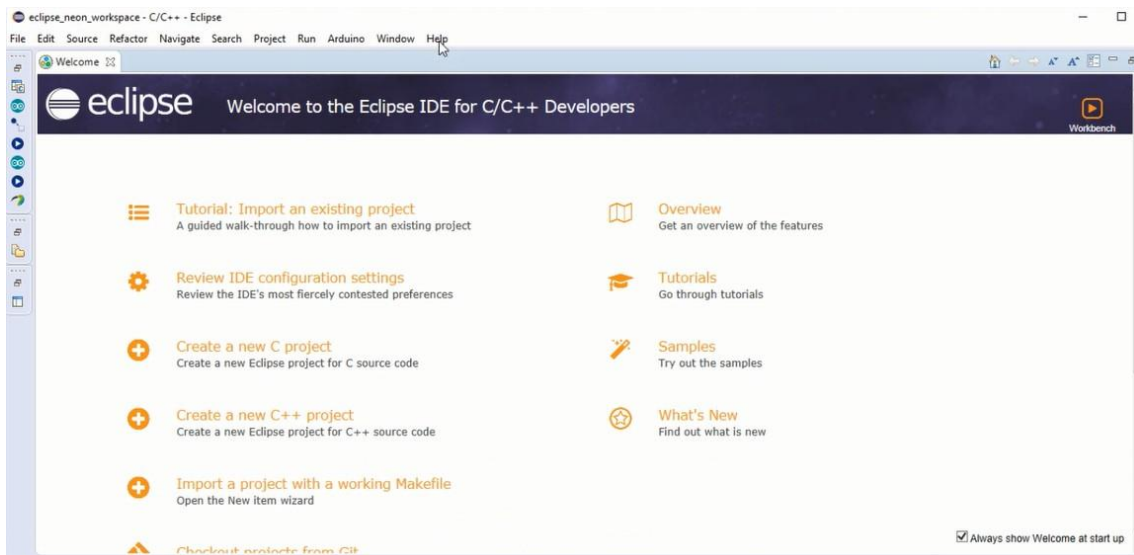 eclipse_neon_workspace - C/C++ - Eclipse
File Edit Source Refactor Navigate Search Project Run Arduino Window Help
Welcome
eclipse Welcome to the Eclipse IDE for C/C++ Developers
Workbench
Tutorial: Import an existing project
A guided walk-through how to import an existing project
Review IDE configuration settings
Review the IDE's most fiercely contested preferences
Create a new C project
Create a new Eclipse project for C source code
Create a new C++ project
Create a new Eclipse project for C++ source code
Import a project with a working Makefile
Open the New item wizard
Checkout projects from Git
Overview
Get an overview of the features
Tutorials
Go through tutorials
Samples
Try out the samples
What's New
Find out what is new
Always show Welcome at start up